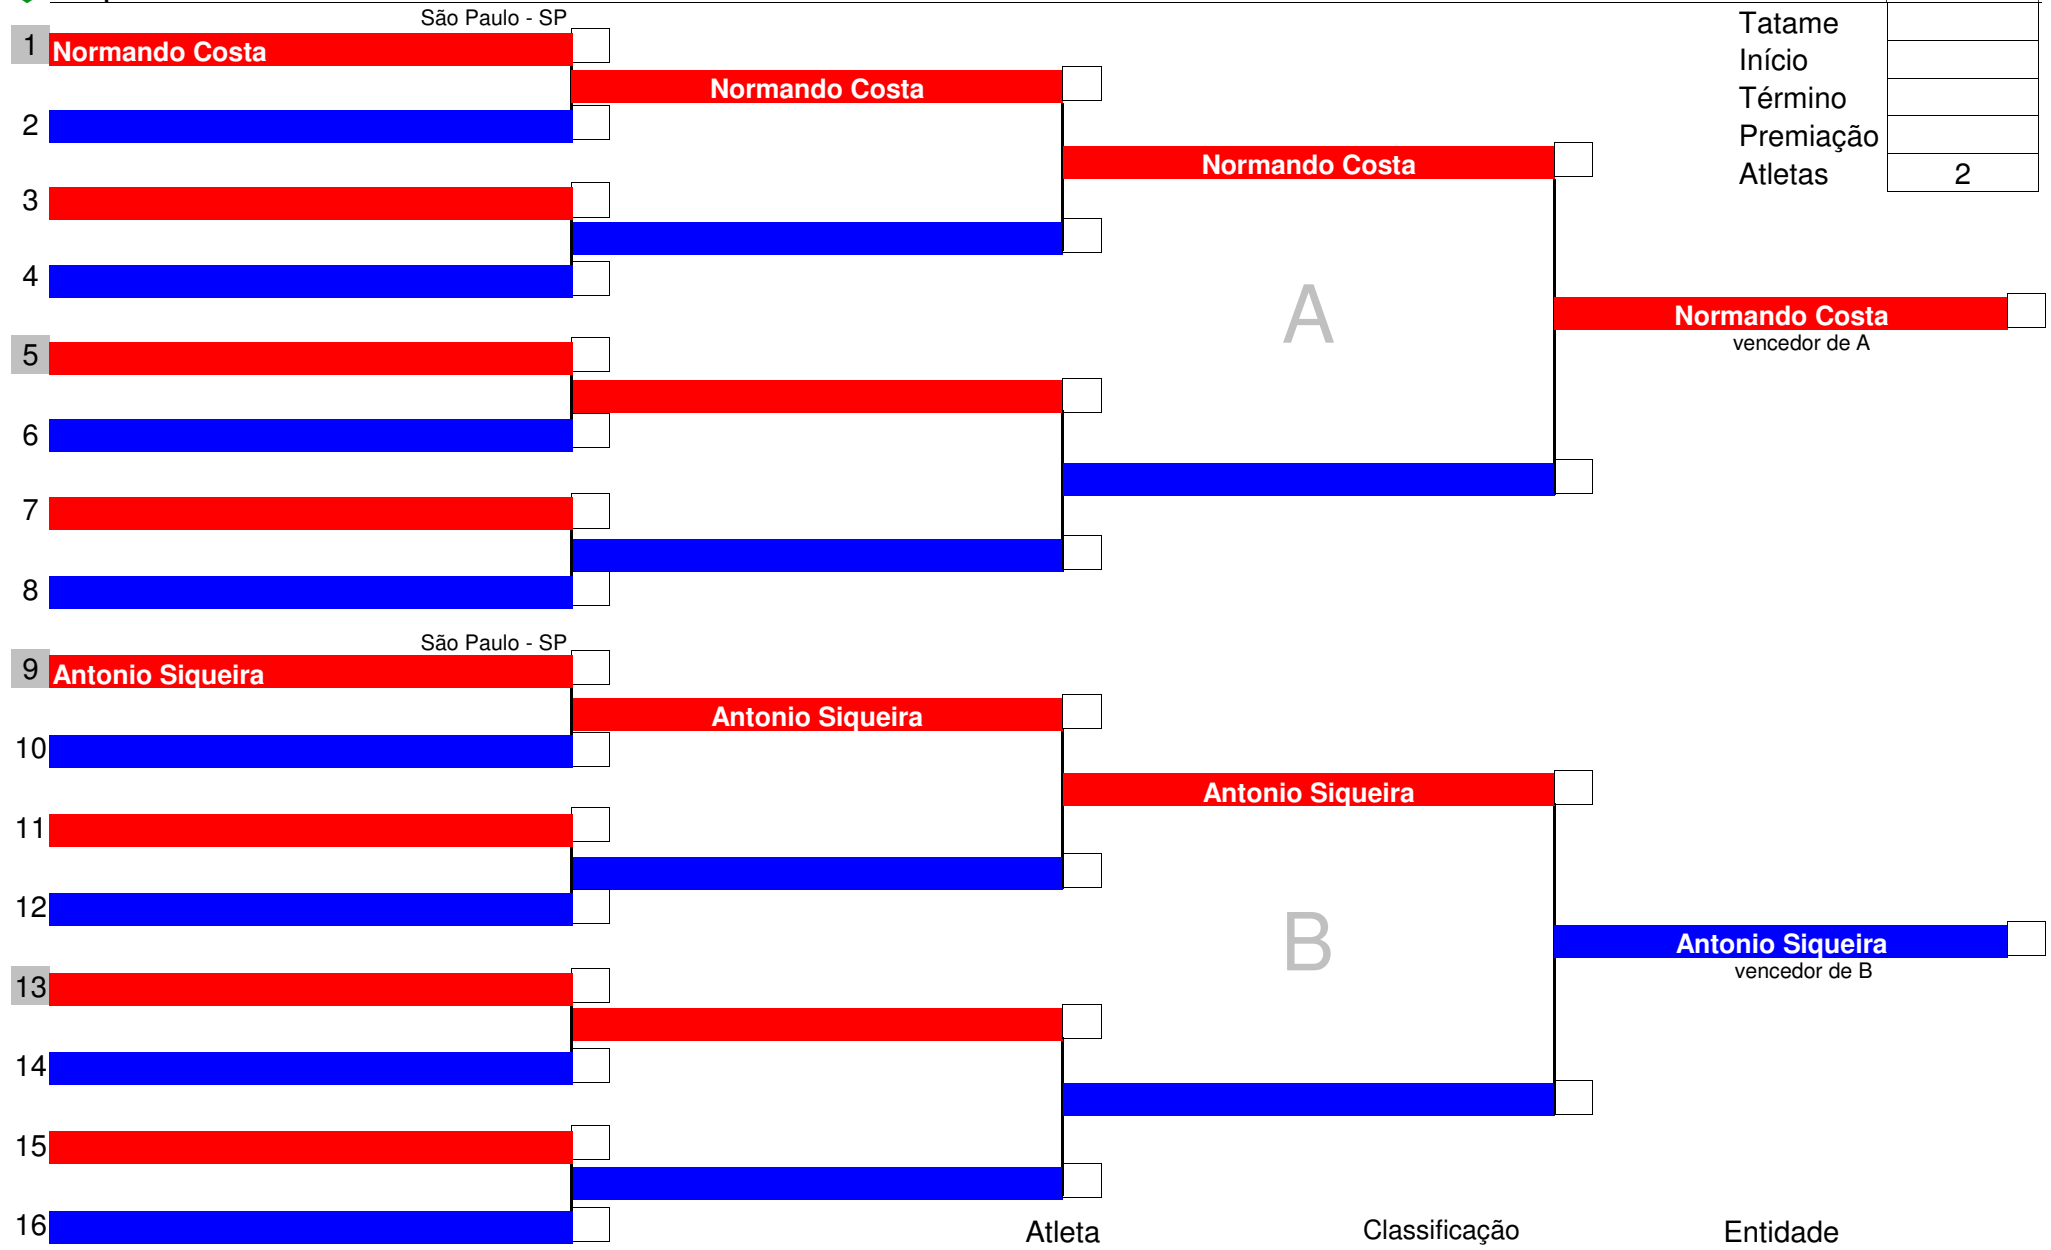 São Paulo - SP
Tatame
1 Normando Costa
Início
Normando Costa
Término
2
Premiação
Normando Costa
Atletas 2
3
4
A
Normando Costa
vencedor de A
5
6
7
8
São Paulo - SP
9 Antonio Siqueira
Antonio Siqueira
10
Antonio Siqueira
11
12
B
Antonio Siqueira
vencedor de B
13
14
15
16
Atleta Classificação Entidade